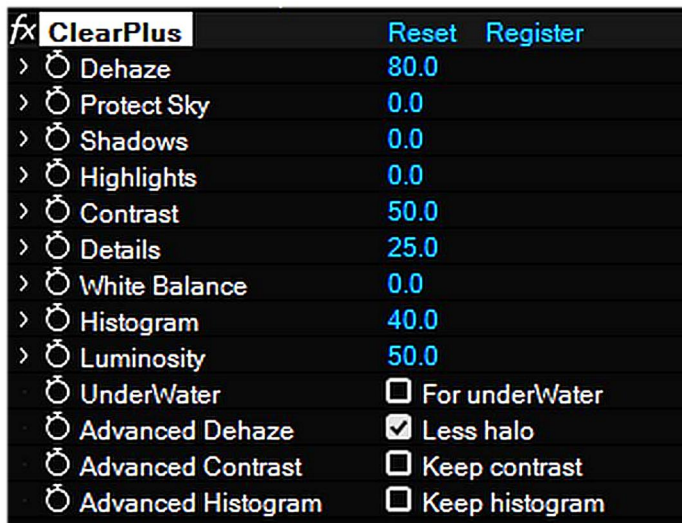 fx ClearPlus Reset Register
Dehaze 80.0
Protect Sky 0.0
Shadows 0.0
Highlights 0.0
Contrast 50.0
Details 25.0
White Balance 0.0
Histogram 40.0
Luminosity 50.0
UnderWater For underWater
Advanced Dehaze Less halo
Advanced Contrast Keep contrast
Advanced Histogram Keep histogram